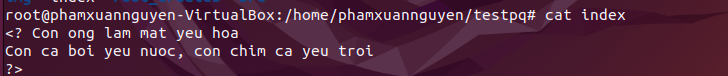 root@phamxuannguyen-VirtualBox:/home/phamxuannguyen/testpq# cat index
<? Con ong lam mat yeu hoa
Con ca boi yeu nuoc, con chim ca yeu troi
?>